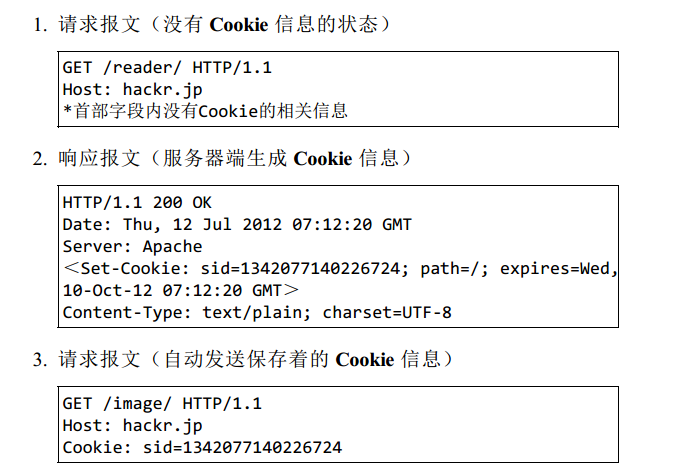 1. 请求报文（没有 Cookie 信息的状态）
GET /reader/ HTTP/1.1
Host: hackr.jp
*首部字段内没有Cookie的相关信息
2. 响应报文（服务器端生成 Cookie 信息）
HTTP/1.1 200 OK
Date: Thu, 12 Jul 2012 07:12:20 GMT
Server: Apache
＜Set-Cookie: sid=1342077140226724; path=/; expires=Wed,
10-Oct-12 07:12:20 GMT＞
Content-Type: text/plain; charset=UTF-8
3. 请求报文（自动发送保存着的 Cookie 信息）
GET /image/ HTTP/1.1
Host: hackr.jp
Cookie: sid=1342077140226724